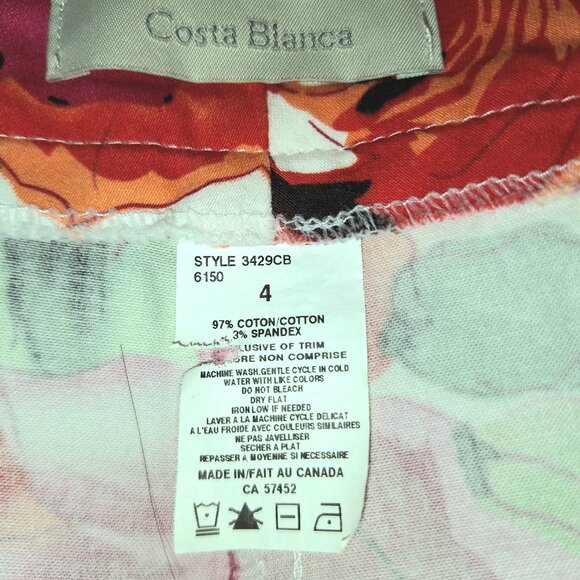 Costa Blanca
STYLE 3429CB
6150
4
97% COTON/COTTON
3% SPANDEX
LUSIVE OF TRIM
RE NON COMPRISE
MACHINE WASH,GENTLE CYCLE IN COLD
WATER WITH LIKE COLORS
DO NOT BLEACH
DRY FLAT
IRON LOW IF NEEDED
LAVER A LA MACHINE CYCLE DELICAT
A L'EAU FROIDE AVEC COULEURS SIMILAIRES
NE PAS JAVELLISER
SECHER A PLAT
REPASSER A MOYENNE SI NECESSAIRE
MADE IN/FAIT AU CANADA
CA 57452